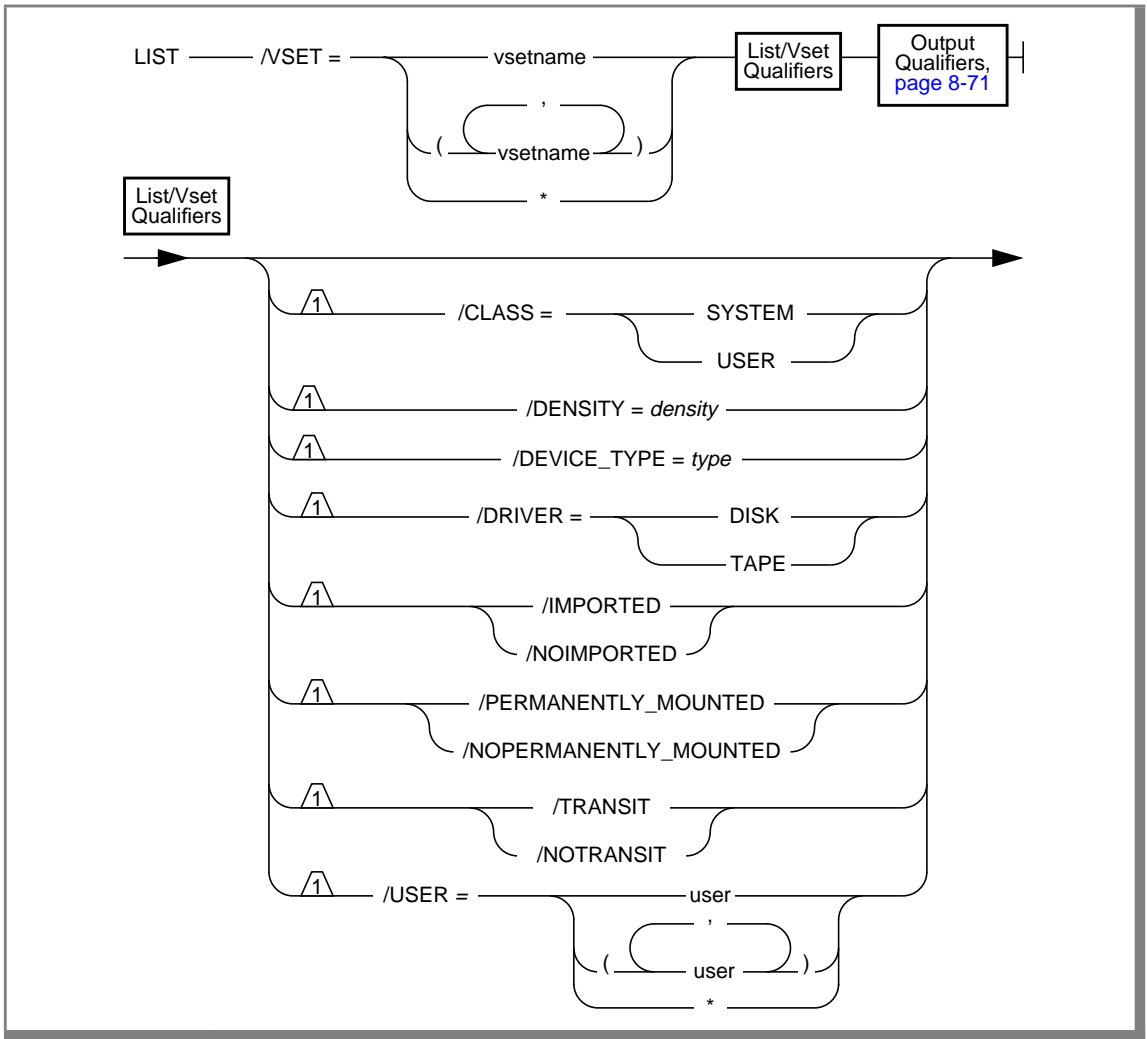 LIST /VSET = vsetname List/Vset Qualifiers Output Qualifiers, page 8-71
,
( vsetname )
*
List/Vset
Qualifiers
1 /CLASS = SYSTEM
USER
1 /DENSITY = density
1 /DEVICE_TYPE = type
1 /DRIVER = DISK
TAPE
1 /IMPORTED
/NOIMPORTED
1 /PERMANENTLY_MOUNTED
/NOPERMANENTLY_MOUNTED
1 /TRANSIT
/NOTRANSIT
1 /USER = user
,
( user )
*